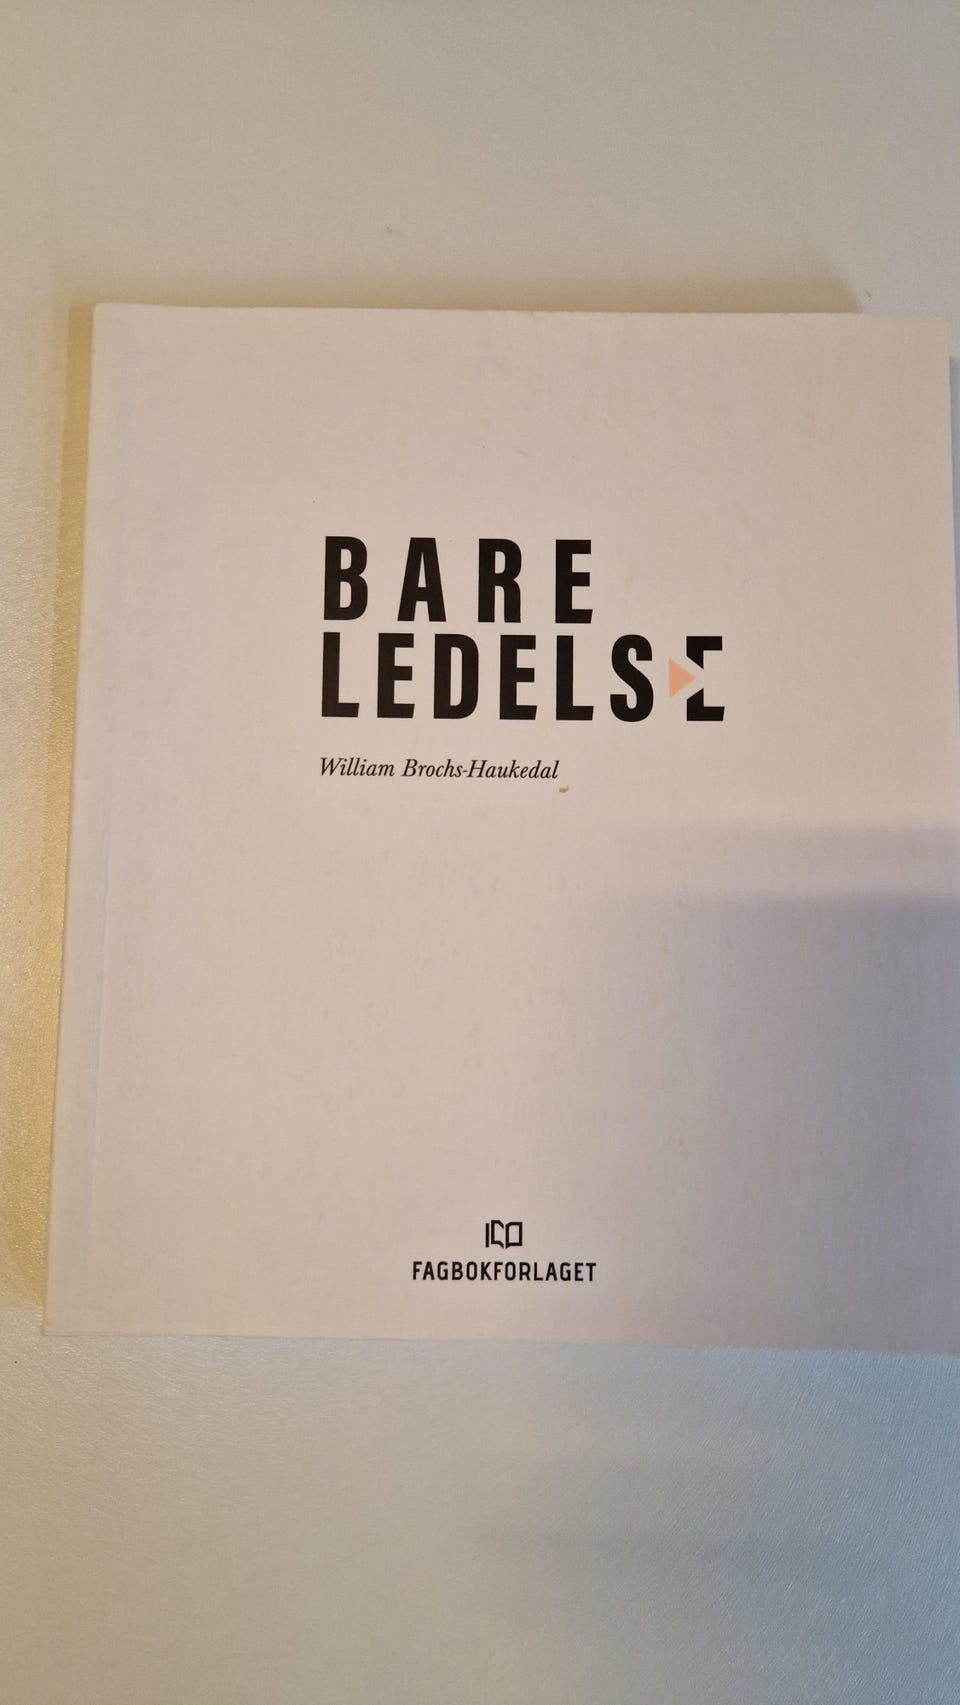 BARE
LEDELSE
William Brochs-Haukedal
FAGBOKFORLAGET